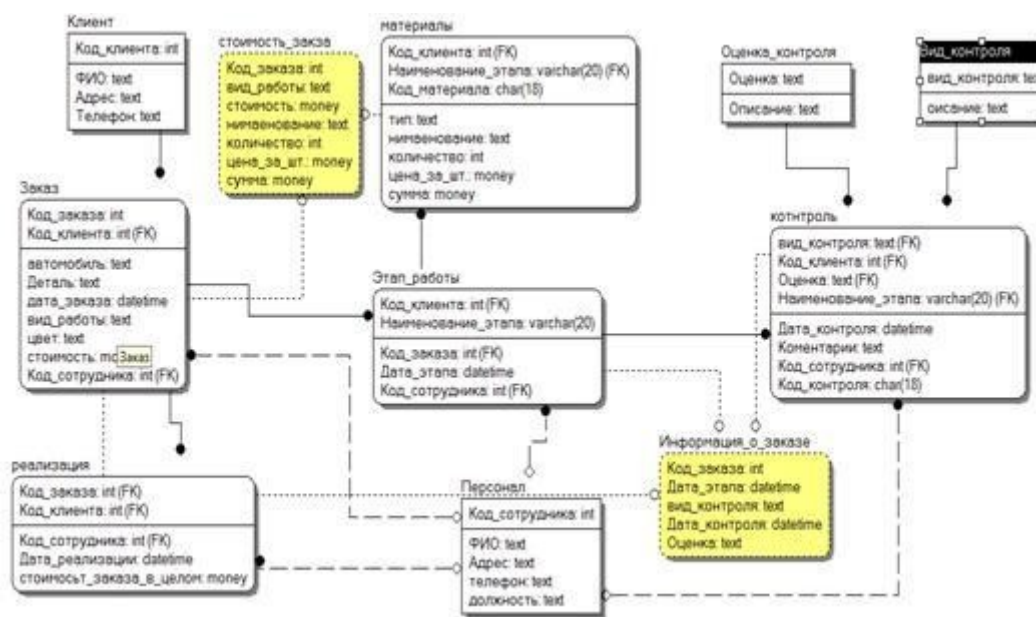 Клиент
Код_клиента: int
ФИО: text
Адрес: text
Телефон: text
стоимость_закза
Код_заказа: int
вид_работы: text
стоимость: money
нимаенование: text
количество: int
цена_за_шт.: money
сумма: money
материалы
Код_клиента: int (FK)
Наименование_этапа: varchar(20) (FK)
Код_материала: char(18)
тип: text
нимаенование: text
количество: int
цена_за_шт.: money
сумма: money
Оценка_контроля
Оценка: text
Описание: text
Вид_контроля
вид_контроля: tex
оисание: text
Заказ
Код_заказа: int
Код_клиента: int (FK)
автомобиль: text
Деталь: text
дата_заказа: datetime
вид_работы: text
цвет: text
стоимость: mo
Заказ
Код_сотрудника: int (FK)
Этап_работы
Код_клиента: int (FK)
Наименование_этапа: varchar(20)
Код_заказа: int (FK)
Дата_этапа: datetime
Код_сотрудника: int (FK)
котнтроль
вид_контроля: text (FK)
Код_клиента: int (FK)
Оценка: text (FK)
Наименование_этапа: varchar(20) (FK)
Дата_контроля: datetime
Коментарии: text
Код_сотрудника: int (FK)
Код_контроля: char(18)
реализация
Код_заказа: int (FK)
Код_клиента: int (FK)
Код_сотрудника: int (FK)
Дата_реализации: datetime
стоимосьт_заказа_в_целом: money
Персонал
Код_сотрудника: int
ФИО: text
Адрес: text
телефон: text
должность: text
Информация_о_заказе
Код_заказа: int
Дата_этапа: datetime
вид_контроля: text
Дата_контроля: datetime
Оценка: text